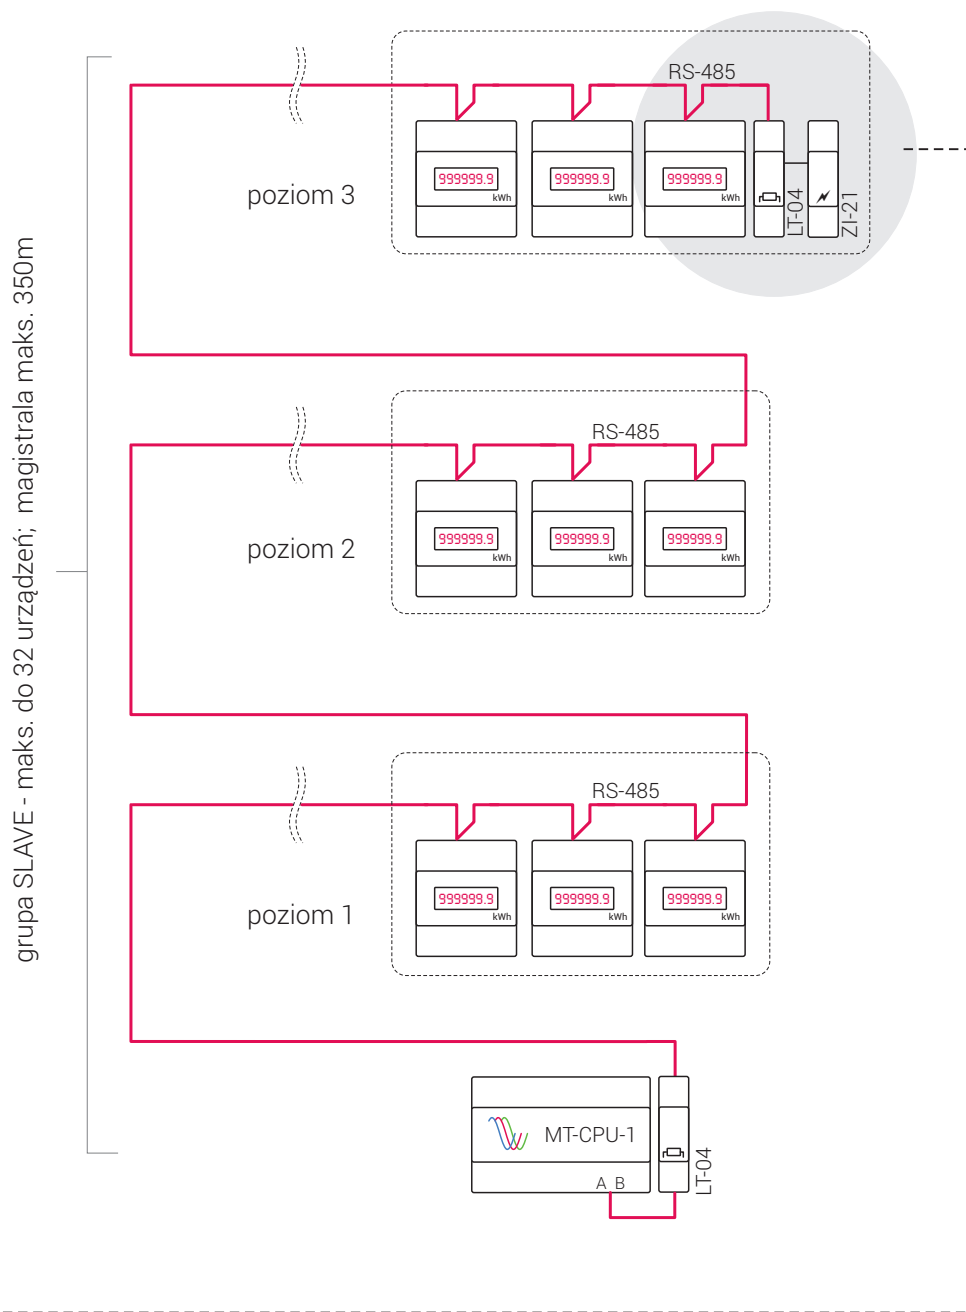 RS-485
999999.9 999999.9 999999.9
kWh kWh kWh
poziom 3
LT-04
ZI-21
grupa SLAVE - maks. do 32 urządzeń; magistrala maks. 350m
RS-485
999999.9 999999.9 999999.9
kWh kWh kWh
poziom 2
RS-485
999999.9 999999.9 999999.9
kWh kWh kWh
poziom 1
MT-CPU-1
A B
LT-04